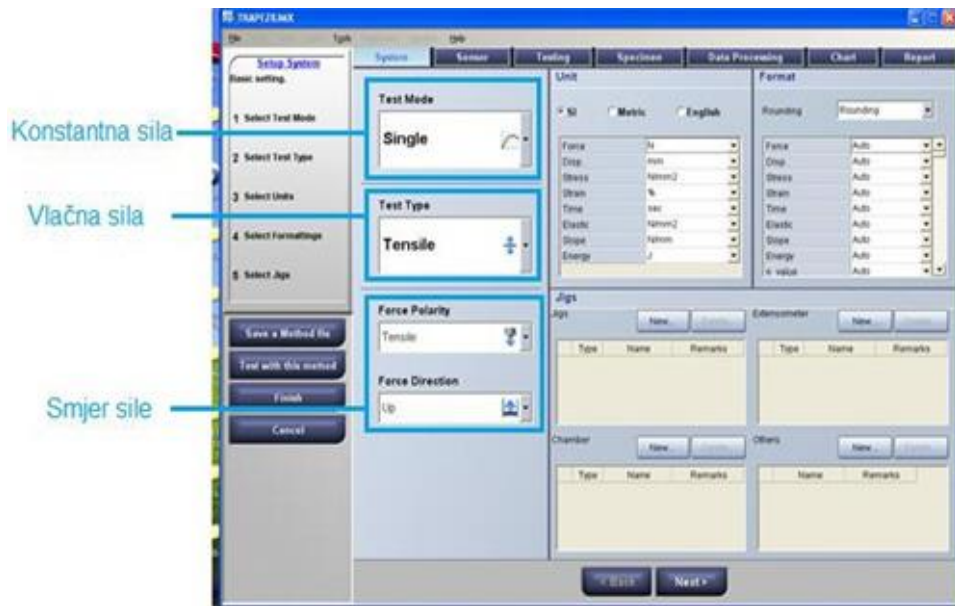 TRAPEZIUMX
File
Tools
Help
System Sensor Testing Specimen Data Processing Chart Report
Setup System
Basic setting.
1 Select Test Mode
2 Select Test Type
3 Select Units
4 Select Formattings
5 Select Jigs
Save a Method file
Test with this method
Finish
Cancel
Konstantna sila
Vlačna sila
Smjer sile
Test Mode
Single
Test Type
Tensile
Force Polarity
Tensile
Force Direction
Up
Unit
SI Metric English
Force N
Disp mm
Stress N/mm2
Strain %
Time sec
Elastic N/mm2
Slope N/mm
Energy J
Format
Rounding Rounding
Force Auto
Disp Auto
Stress Auto
Strain Auto
Time Auto
Elastic Auto
Slope Auto
Energy Auto
n value Auto
Jigs
Jigs New...
Type Name Remarks
Extensometer New...
Type Name Remarks
Chamber New...
Type Name Remarks
Others New...
Name Remarks
< Back Next >